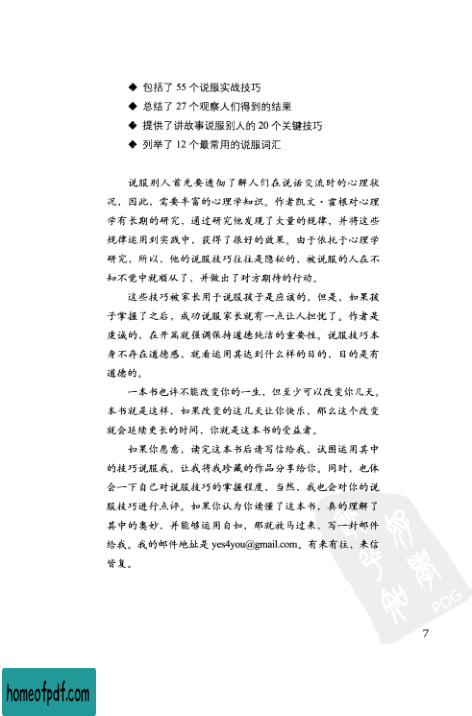 ◆ 包括了 55 个说服实战技巧
◆ 总结了 27 个观察人们得到的结果
◆ 提供了讲故事说服别人的 20 个关键技巧
◆ 列举了 12 个最常用的说服词汇
说服别人首先要透彻了解人们在说话交流时的心理状
况，因此，需要丰富的心理学知识。作者凯文·霍根对心理
学有长期的研究，通过研究他发现了大量的规律，并将这些
规律运用到实践中，获得了很好的效果。由于依托于心理学
研究，所以，他的说服技巧往往是隐秘的，被说服的人在不
知不觉中就顺从了，并做出了对方期待的行动。
这些技巧被家长用于说服孩子是应该的，但是，如果孩
子掌握了之后，成功说服家长就有一点让人担忧了。作者是
虔诚的，在开篇就强调保持道德纯洁的重要性。说服技巧本
身不存在道德感，就看运用其达到什么样的目的，目的是有
道德的。
一本书也许不能改变你的一生，但至少可以改变你几天。
本书就是这样，如果改变的这几天让你快乐，那么这个改变
就会延续更长的时间，你就是这本书的受益者。
如果你愿意，读完这本书后请写信给我，试图运用其中
的技巧说服我，让我将我珍藏的作品分享给你。同时，也体
会一下自己对说服技巧的掌握程度，当然，我也会对你的说
服技巧进行点评。如果你认为你读懂了这本书，真的理解了
其中的奥妙，并能够运用自如，那就放马过来，写一封邮件
给我。我的邮件地址是 yes4you@gmail.com。有来有往，来信
皆复。
PDG
7
homeofpdf.com